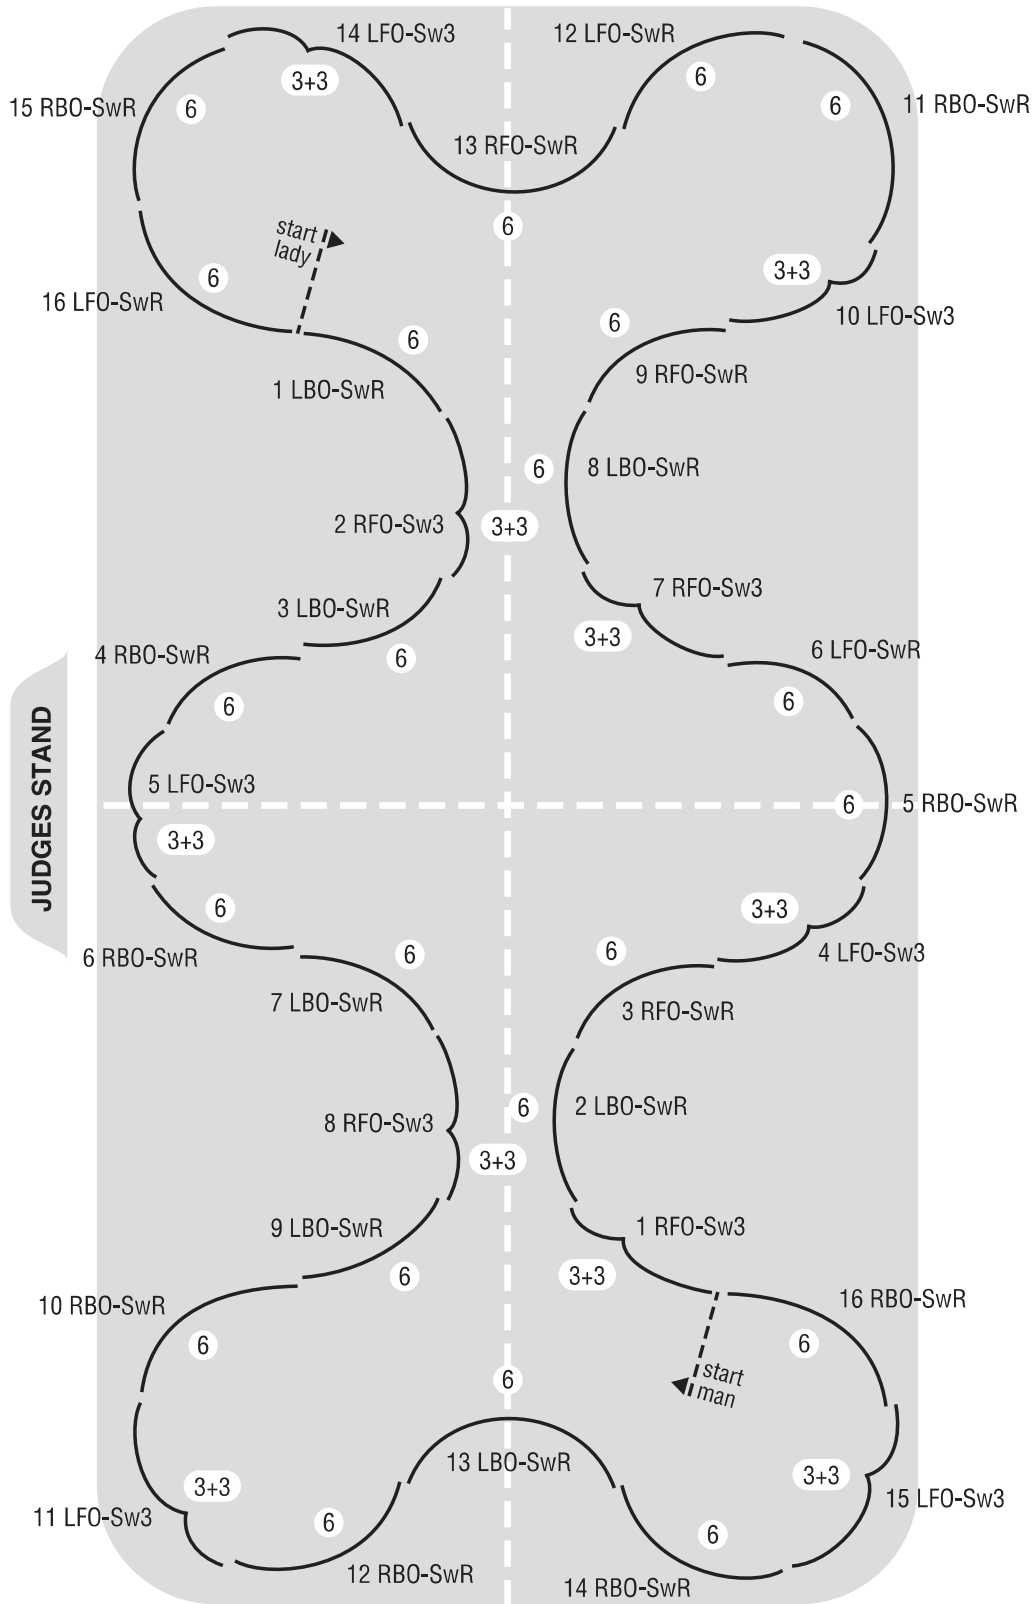 14 LFO-Sw3
12 LFO-SwR
3+3
6
15 RBO-SwR
6
6
11 RBO-SwR
13 RFO-SwR
6
start
lady
3+3
6
16 LFO-SwR
10 LFO-Sw3
6
6
1 LBO-SwR
9 RFO-SwR
6
8 LBO-SwR
2 RFO-Sw3
3+3
7 RFO-Sw3
3 LBO-SwR
3+3
4 RBO-SwR
6
6 LFO-SwR
6
6
JUDGES STAND
5 LFO-Sw3
6
5 RBO-SwR
3+3
6
3+3
6 RBO-SwR
6
6
4 LFO-Sw3
7 LBO-SwR
3 RFO-SwR
6
2 LBO-SwR
8 RFO-Sw3
3+3
9 LBO-SwR
1 RFO-Sw3
6
3+3
10 RBO-SwR
16 RBO-SwR
6
6
6
start
man
13 LBO-SwR
3+3
3+3
11 LFO-Sw3
15 LFO-Sw3
6
6
12 RBO-SwR
14 RBO-SwR